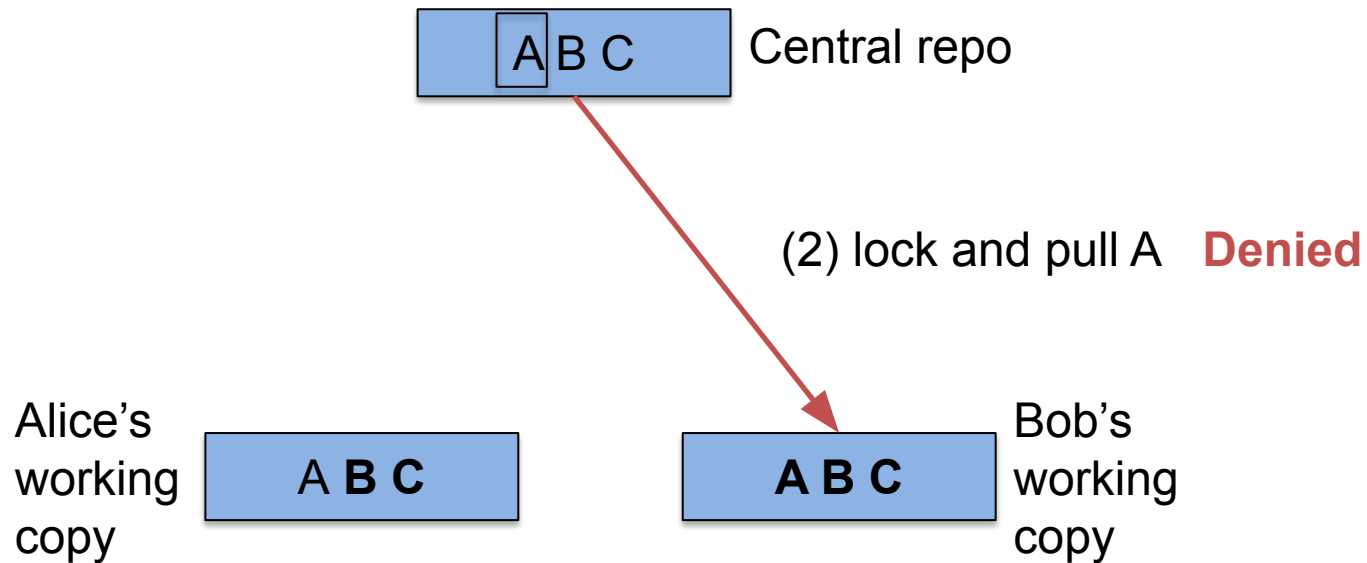 A B C
Central repo
(2) lock and pull A Denied
Alice’s
working
copy
A B C
A B C
Bob’s
working
copy